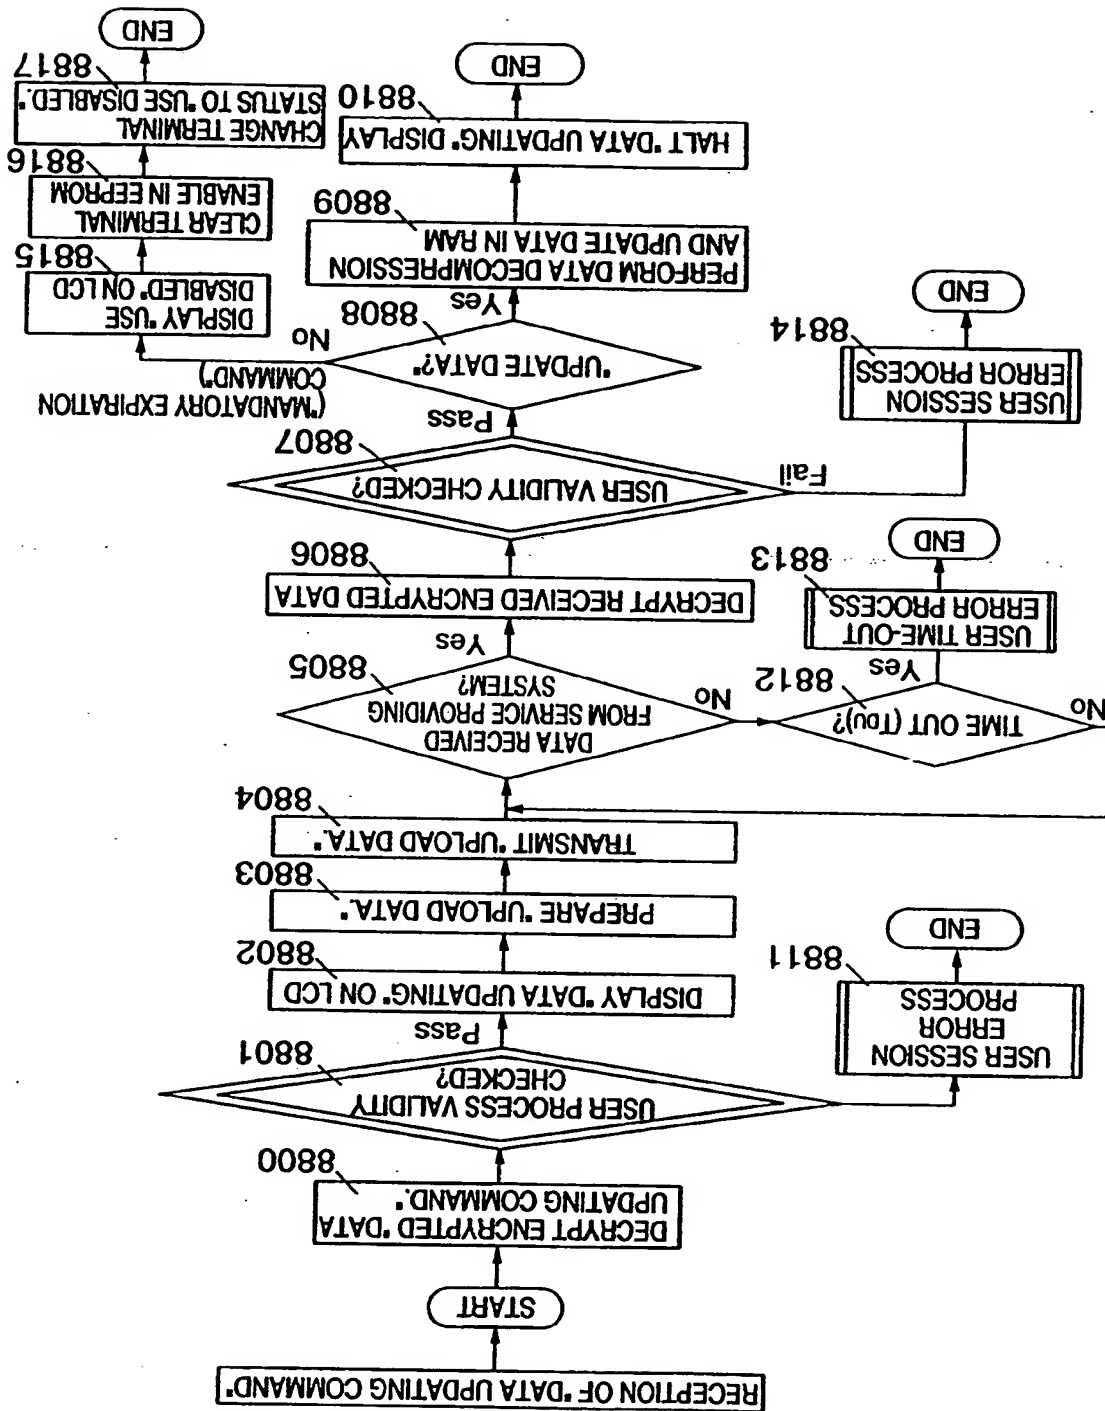 RECEPTION OF "DATA UPDATING COMMAND"
START
DECRYPT ENCRYPTED "DATA
UPDATING COMMAND."
8800
USER PROCESS VALIDITY
CHECKED?
8801
Pass
USER SESSION
ERROR
PROCESS
8811
END
DISPLAY "DATA UPDATING" ON LCD
8802
PREPARE "UPLOAD DATA."
8803
TRANSMIT "UPLOAD DATA."
8804
DATA RECEIVED
FROM SERVICE PROVIDING
SYSTEM?
8805
No
Yes
TIME OUT (TDU)?
8812
No
Yes
USER TIME-OUT
ERROR PROCESS
8813
END
DECRYPT RECEIVED ENCRYPTED DATA
8806
USER VALIDITY CHECKED?
8807
Fail
Pass
USER SESSION
ERROR PROCESS
8814
END
"UPDATE DATA?"
8808
Yes
No
("MANDATORY EXPIRATION
COMMAND")
PERFORM DATA DECOMPRESSION
AND UPDATE DATA IN RAM
8809
HALT "DATA UPDATING" DISPLAY
8810
END
DISPLAY "USE
DISABLED" ON LCD
8815
CLEAR TERMINAL
ENABLE IN EEPROM
8816
CHANGE TERMINAL
STATUS TO "USE DISABLED."
8817
END